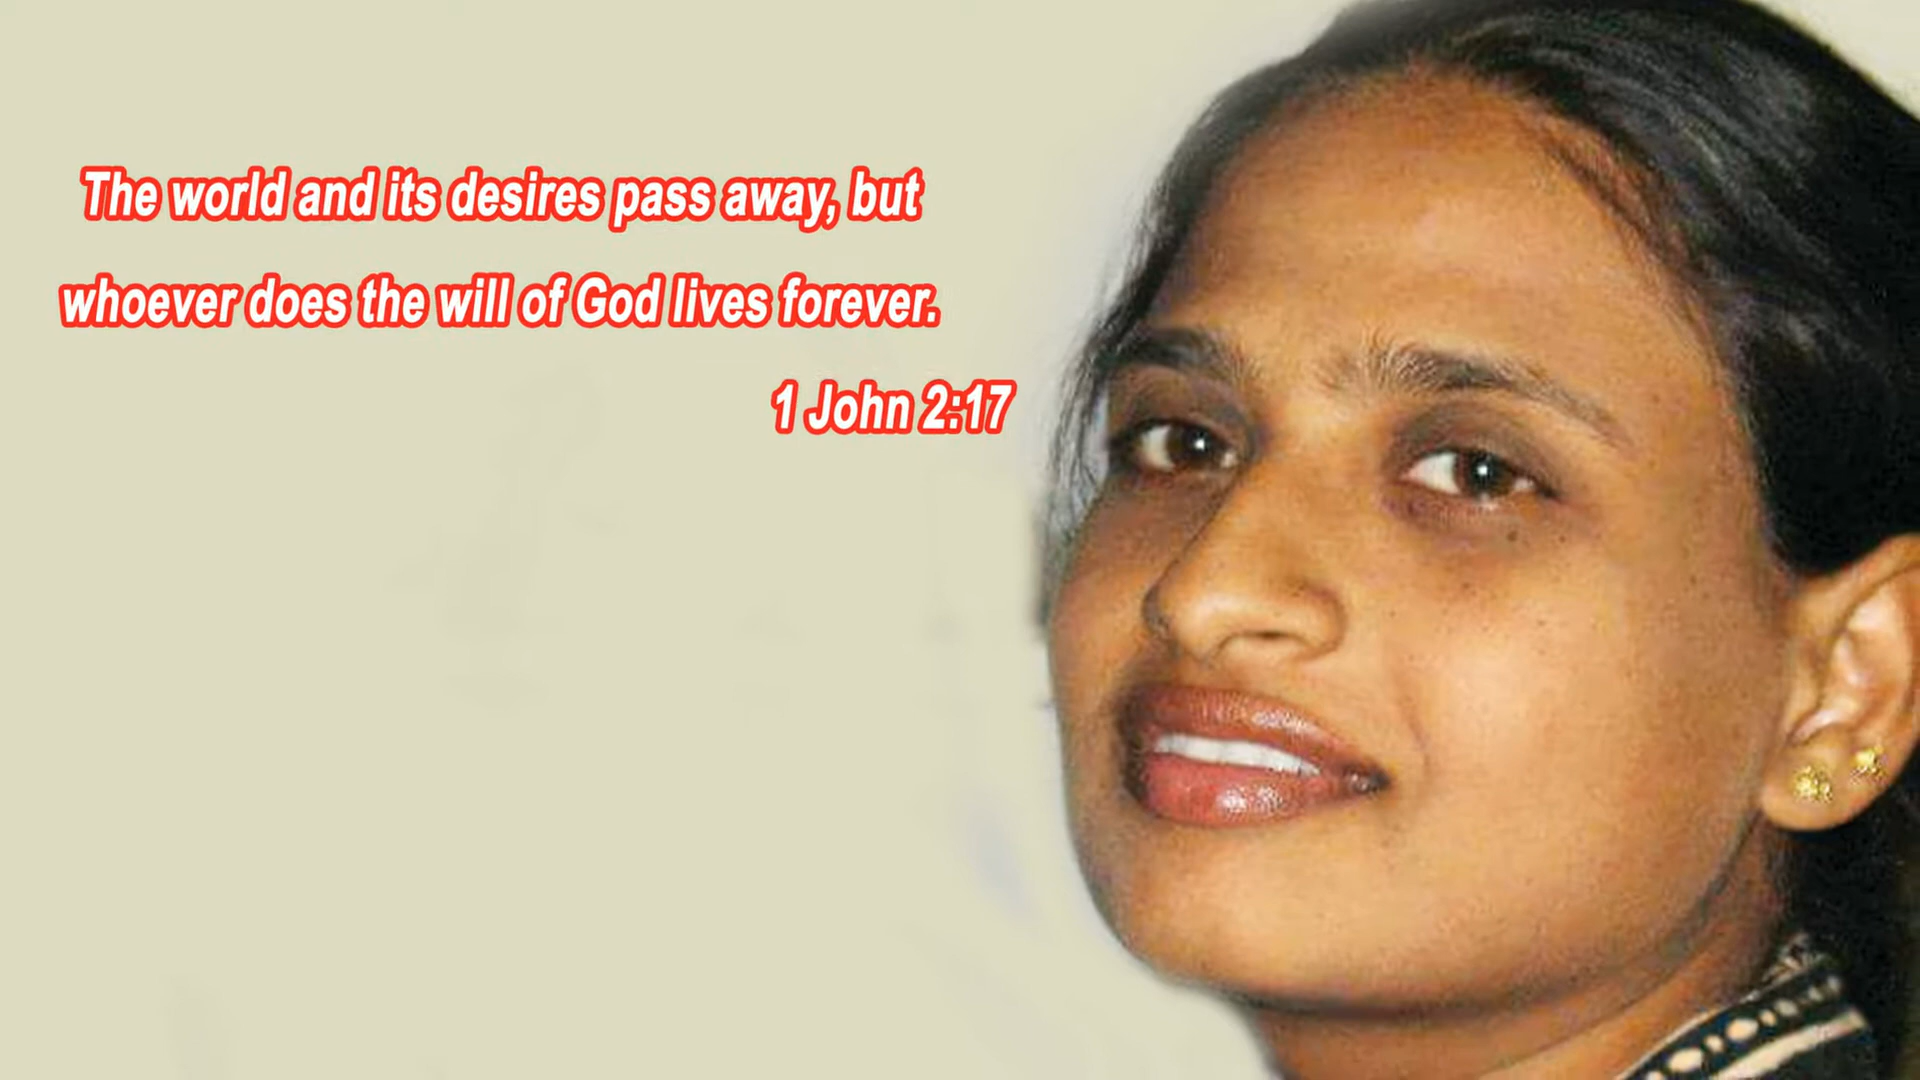 The world and its desires pass away, but
whoever does the will of God lives forever.
1 John 2:17